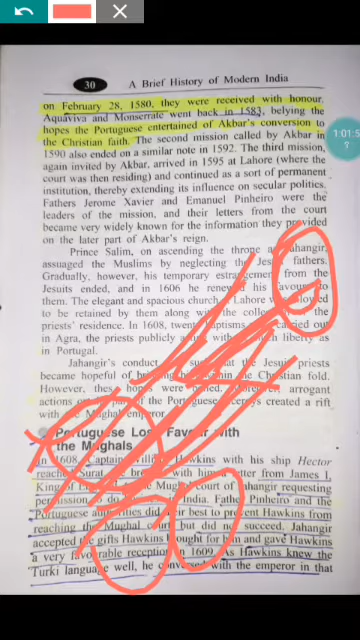 30 A Brief History of Modern India
on February 28, 1580, they were received with honour.
Aquaviva and Monserrate went back in 1583, belying the
hopes the Portuguese entertained of Akbar's conversion to
the Christian faith. The second mission called by Akbar in
1590 also ended on a similar note in 1592. The third mission,
again invited by Akbar, arrived in 1595 at Lahore (where the
court was then residing) and continued as a sort of permanent
institution, thereby extending its influence on secular politics.
Fathers Jerome Xavier and Emanuel Pinheiro were the
leaders of the mission, and their letters from the court
became very widely known for the information they provided
on the later part of Akbar's reign.
Prince Salim, on ascending the throne as Jahangir,
assuaged the Muslims by neglecting the Jesuit fathers.
Gradually, however, his temporary estrangement from the
Jesuits ended, and in 1606 he renewed his favours to
them. The elegant and spacious church at Lahore was allowed
to be retained by them along with the college the
priests' residence. In 1608, twenty baptisms were carried out
in Agra, the priests publicly acting with much liberty as
in Portugal.
Jahangir's conduct was such that the Jesuit priests
became hopeful of bringing him within the Christian fold.
However, these hopes were belied. Moreover, arrogant
actions on the part of the Portuguese viceroys created a rift
with the Mughal emperor.
Portuguese Lose Favour with
the Mughals
1608, Captain William Hawkins with his ship Hector
reached Surat. He brought with him letter from James I,
King of England, the Mughal court of Jahangir requesting
permission to do India. Father Pinheiro and the
Portuguese authorities did their best to prevent Hawkins from
reaching the Mughal court, but did not succeed. Jahangir
accepted the gifts Hawkins brought for him and gave Hawkins
a very favourable reception in 1609. As Hawkins knew the
Turki language well, he conversed with the emperor in that
1:01:5
?